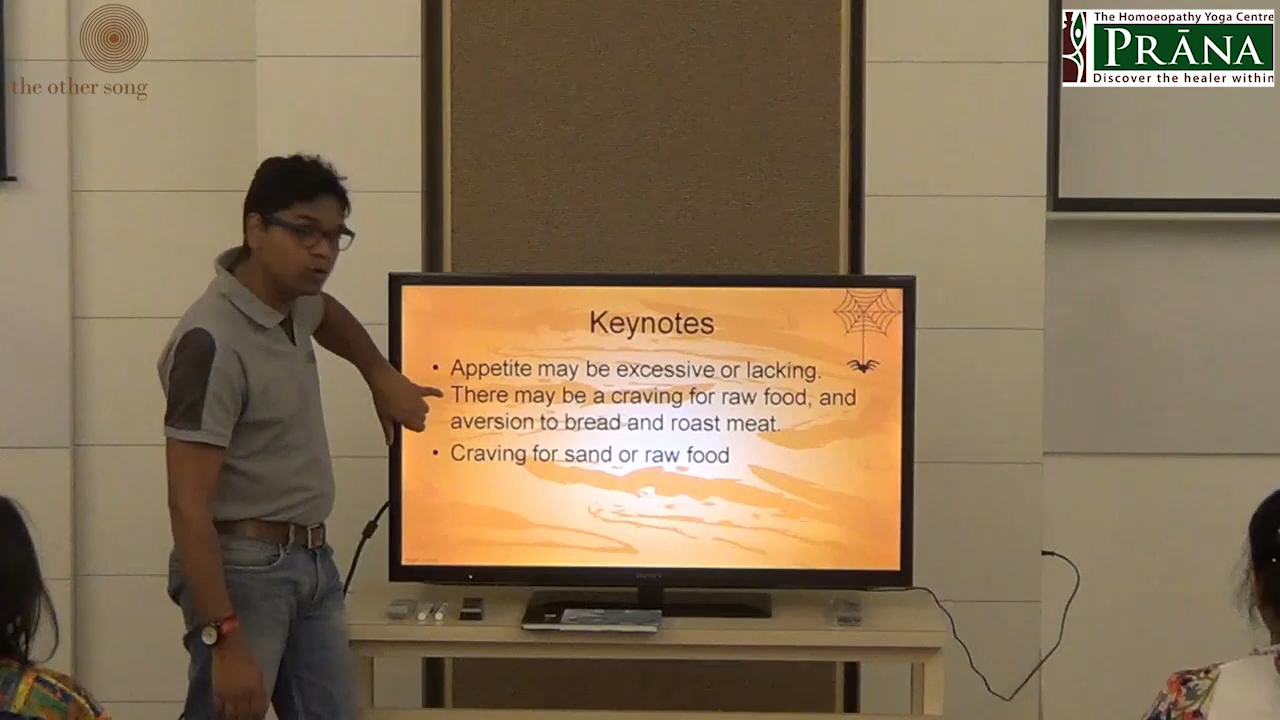 the other song
The Homoeopathy Yoga Centre
PRĀNA
Discover the healer within
Keynotes
• Appetite may be excessive or lacking.
There may be a craving for raw food, and
aversion to bread and roast meat.
• Craving for sand or raw food
SONY